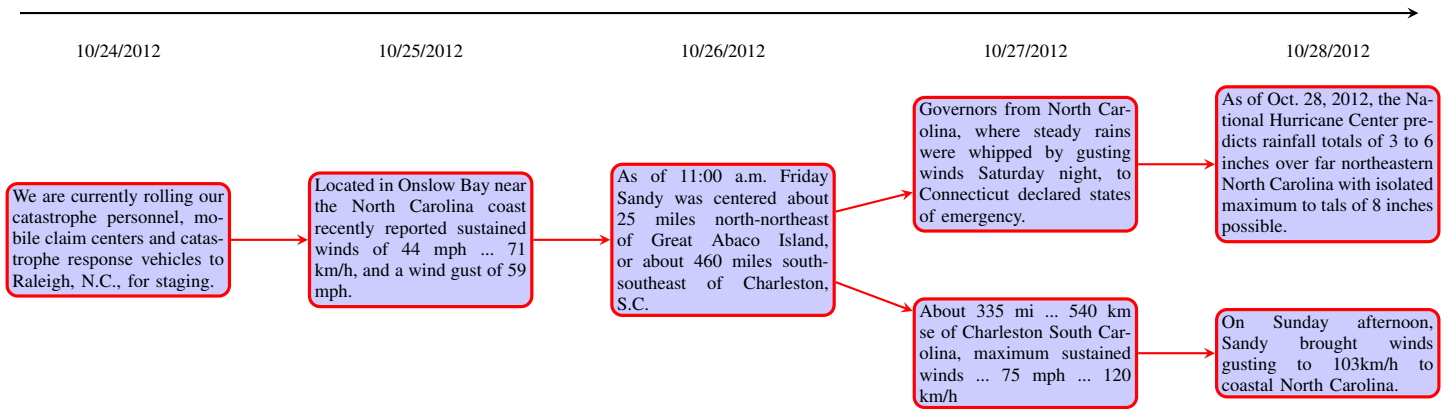 10/24/2012
10/25/2012
10/26/2012
10/27/2012
10/28/2012
We are currently rolling our
catastrophe personnel, mo-
bile claim centers and catas-
trophe response vehicles to
Raleigh, N.C., for staging.
Located in Onslow Bay near
the North Carolina coast
recently reported sustained
winds of 44 mph ... 71
km/h, and a wind gust of 59
mph.
As of 11:00 a.m. Friday
Sandy was centered about
25 miles north-northeast
of Great Abaco Island,
or about 460 miles south-
southeast of Charleston,
S.C.
Governors from North Car-
olina, where steady rains
were whipped by gusting
winds Saturday night, to
Connecticut declared states
of emergency.
As of Oct. 28, 2012, the Na-
tional Hurricane Center pre-
dicts rainfall totals of 3 to 6
inches over far northeastern
North Carolina with isolated
maximum to tals of 8 inches
possible.
About 335 mi ... 540 km
se of Charleston South Car-
olina, maximum sustained
winds ... 75 mph ... 120
km/h
On Sunday afternoon,
Sandy brought winds
gusting to 103km/h to
coastal North Carolina.